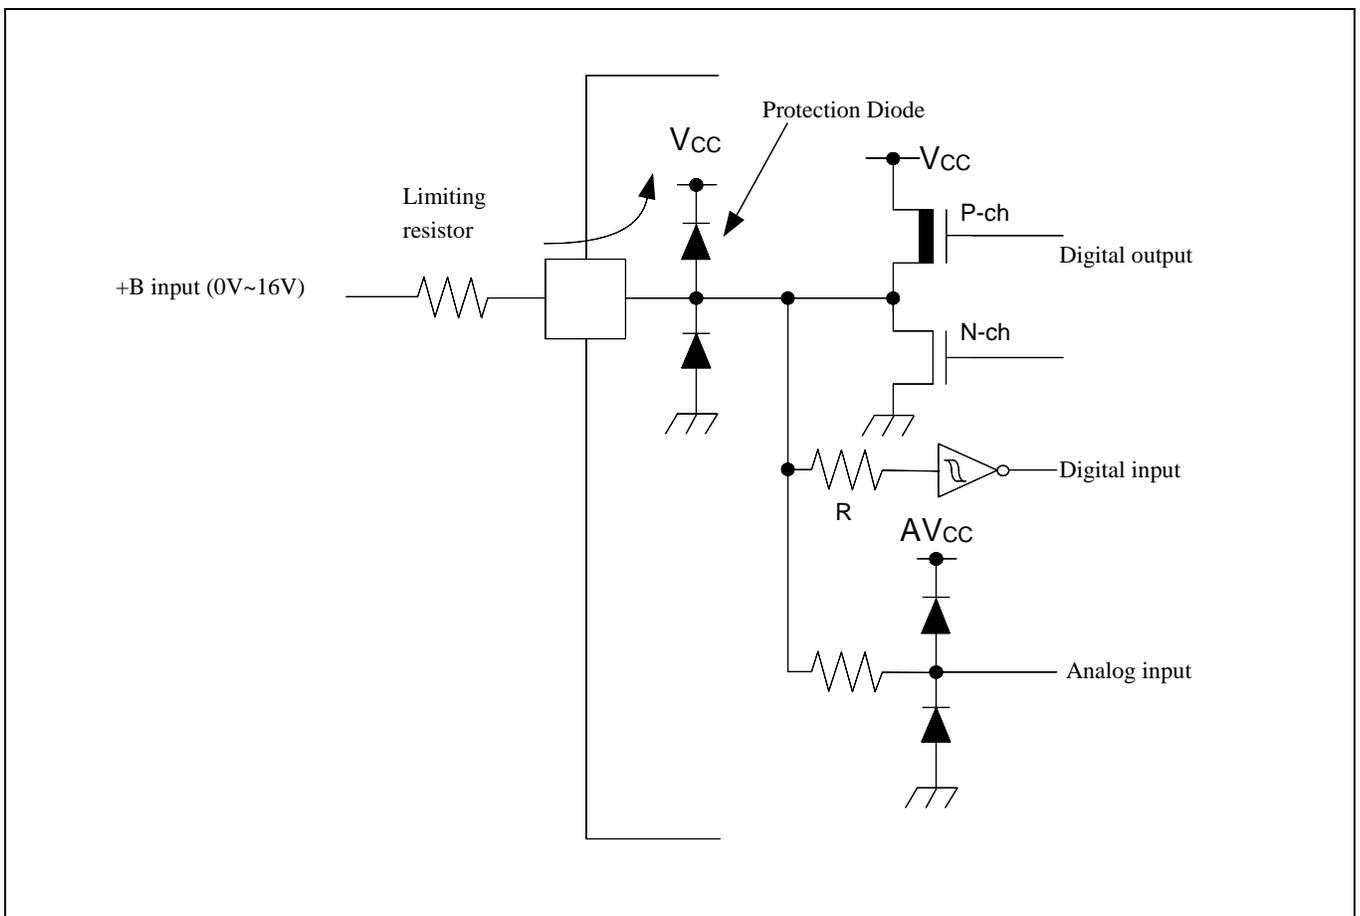 Protection Diode
VCC
VCC
Limiting
resistor
P-ch
Digital output
+B input (0V~16V)
N-ch
Digital input
R
AVCC
Analog input